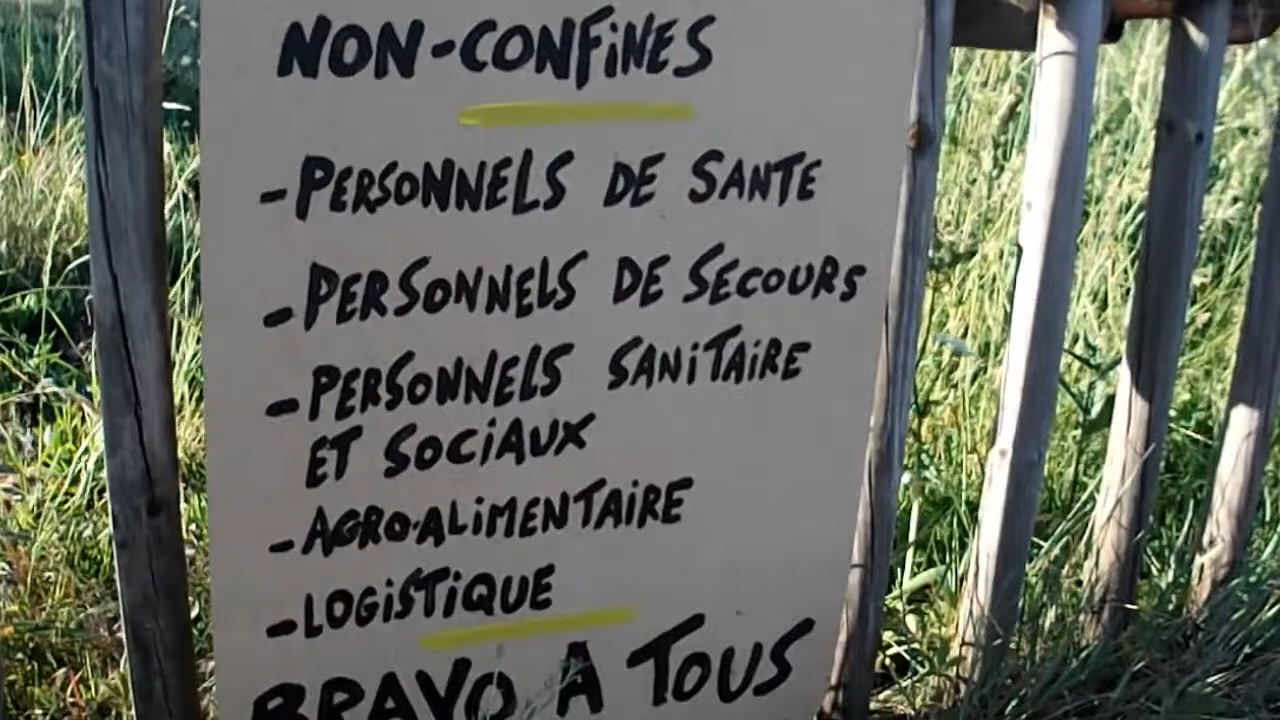 NON-CONFiNES
-PERSONNELS DE SANTE
-PERSONNELS DE SECOURS
-PERSONNELS SANiTAiRE
ET SOCiAUX
-AGRO-ALiMENTAiRE
-LOGiSTiQUE
BRAVO A TOUS